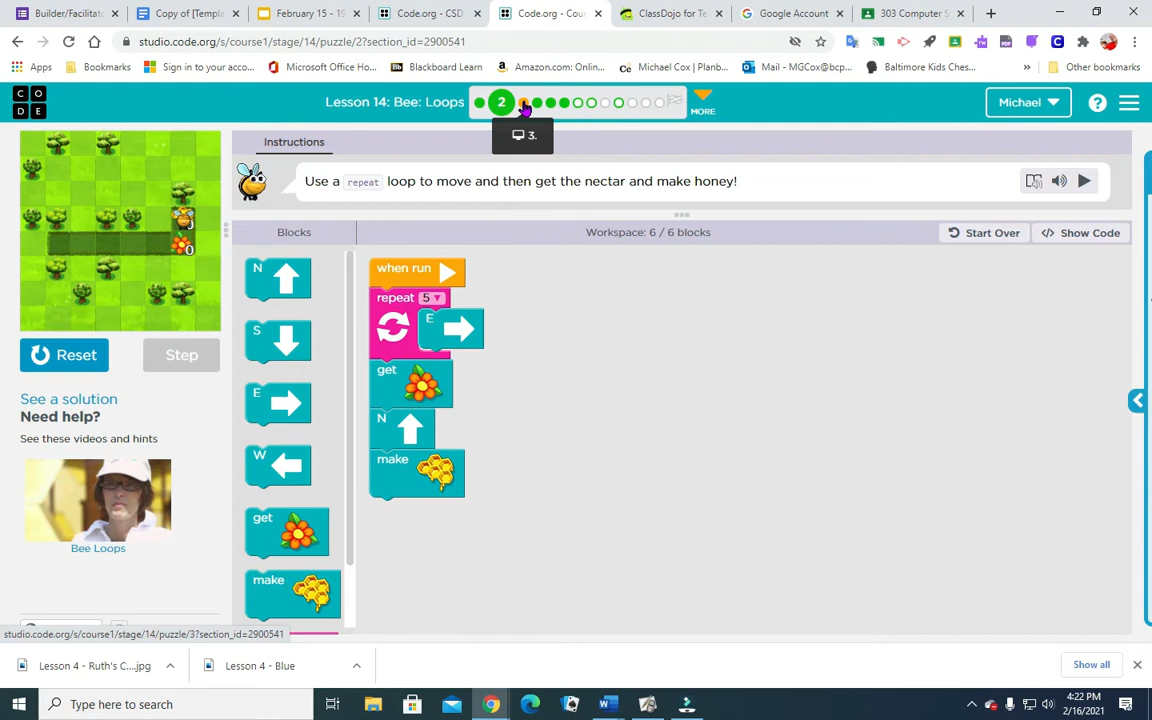 Builder/Facilitato
Copy of [Templa
February 15 - 19
Code.org - CSD
Code.org - Cou
ClassDojo for Te
Google Account
303 Computer S
studio.code.org/s/course1/stage/14/puzzle/2?section_id=2900541
Apps
Bookmarks
Sign in to your acco...
Microsoft Office Ho...
Bb Blackboard Learn
Amazon.com: Onlin...
Cc Michael Cox | Planb...
MAIL - MGCox@bcp...
Baltimore Kids Ches...
»
Other bookmarks
C O D E
Lesson 14: Bee: Loops
2
MORE
Michael
?
3.
Instructions
Use a repeat loop to move and then get the nectar and make honey!
0
0
Blocks
Workspace: 6 / 6 blocks
Start Over
</> Show Code
N
S
E
W
get
make
when run
repeat 5
E
get
N
make
Reset
Step
See a solution
Need help?
See these videos and hints
Bee Loops
studio.code.org/s/course1/stage/14/puzzle/3?section_id=2900541
Lesson 4 - Ruth's C....jpg
Lesson 4 - Blue
Show all
Type here to search
4:22 PM
2/16/2021